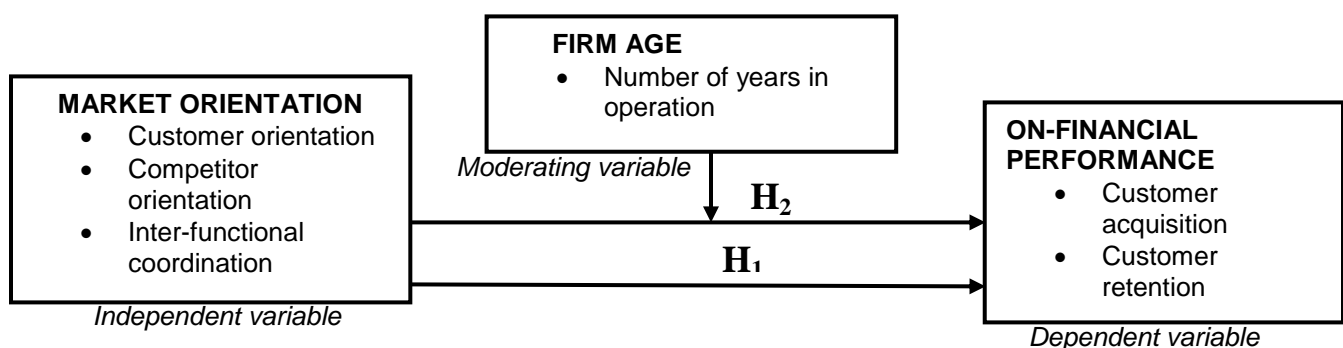 FIRM AGE
• Number of years in
operation
Moderating variable
MARKET ORIENTATION
• Customer orientation
• Competitor
orientation
• Inter-functional
coordination
Independent variable
H2
H1
ON-FINANCIAL
PERFORMANCE
• Customer
acquisition
• Customer
retention
Dependent variable